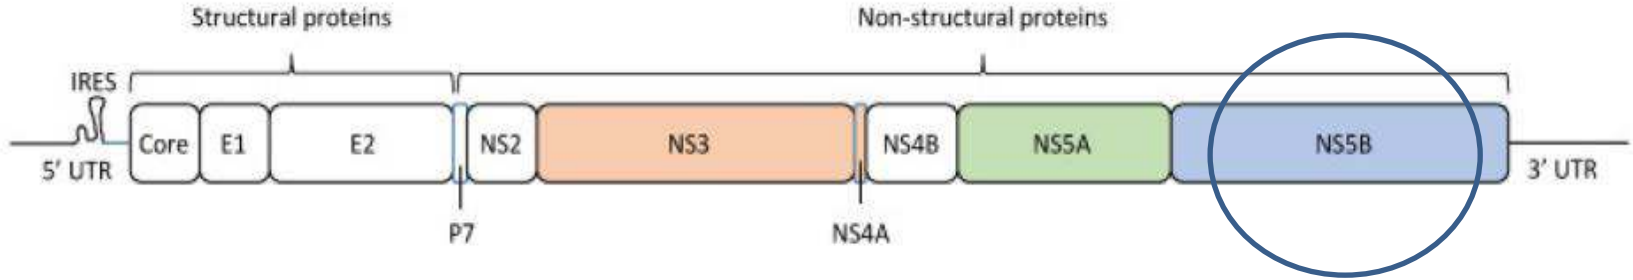 Structural proteins
Non-structural proteins
IRES
Core
E1
E2
NS2
NS3
NS4B
NS5A
NS5B
5' UTR
3' UTR
P7
NS4A